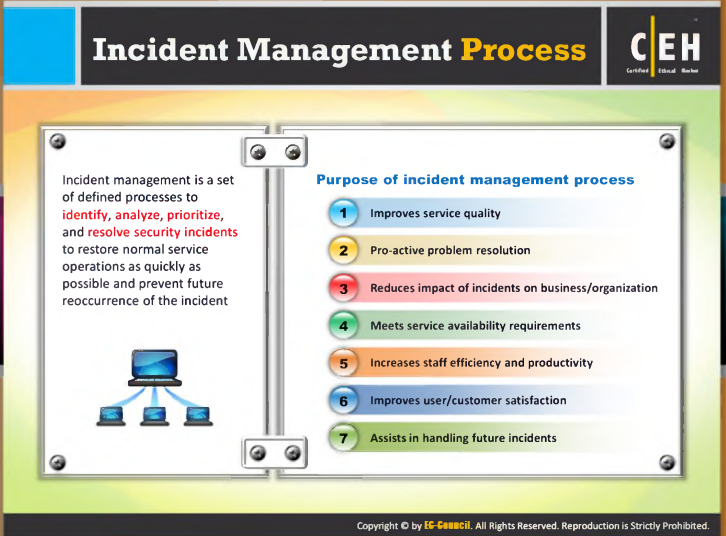 Incident Management Process
C|EH
Certified Ethical Hacker
Incident management is a set
of defined processes to
identify, analyze, prioritize,
and resolve security incidents
to restore normal service
operations as quickly as
possible and prevent future
reoccurrence of the incident
Purpose of incident management process
1 Improves service quality
2 Pro-active problem resolution
3 Reduces impact of incidents on business/organization
4 Meets service availability requirements
5 Increases staff efficiency and productivity
6 Improves user/customer satisfaction
7 Assists in handling future incidents
Copyright © by EC-Council. All Rights Reserved. Reproduction is Strictly Prohibited.